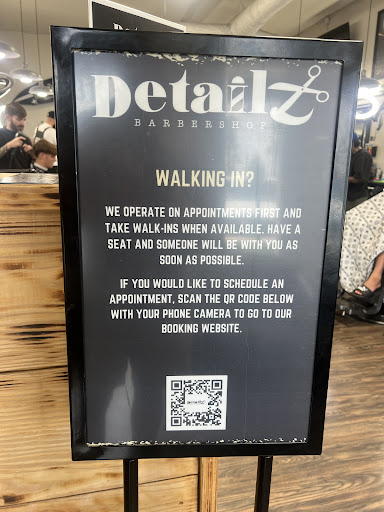 Detailz
Detailz
BARBERSHOP
WALKING IN?
WE OPERATE ON APPOINTMENTS FIRST AND
TAKE WALK-INS WHEN AVAILABLE. HAVE A
SEAT AND SOMEONE WILL BE WITH YOU AS
SOON AS POSSIBLE.
IF YOU WOULD LIKE TO SCHEDULE AN
APPOINTMENT, SCAN THE QR CODE BELOW
WITH YOUR PHONE CAMERA TO GO TO OUR
BOOKING WEBSITE.